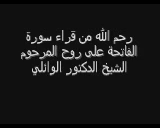 رحم الله من قراء سورة
الفاتحة على روح المرحوم
الشيخ الدكتور الوائلي